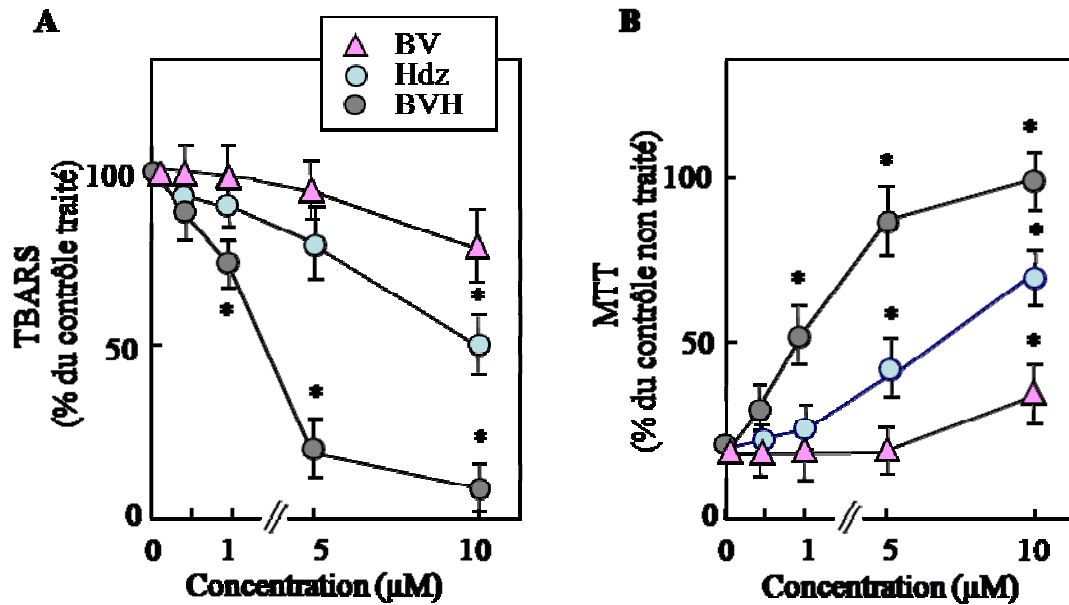 A
BV
Hdz
BVH
TBARS
(% du contrôle traité)
100
50
0
*
*
*
*
0
1
//
5
10
Concentration (μM)
B
MTT
(% du contrôle non traité)
100
50
0
*
*
*
*
*
*
0
1
//
5
10
Concentration (μM)